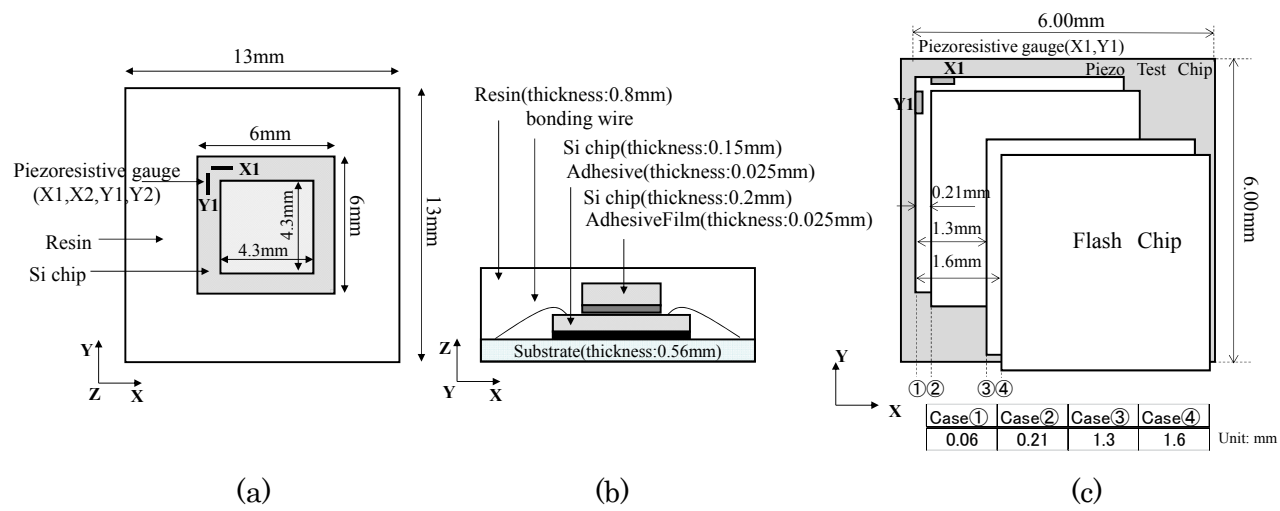 13mm
6mm
Piezoresistive gauge
(X1,X2,Y1,Y2)
X1
Y1
4.3mm
4.3mm
6mm
13mm
Resin
Si chip
Y
Z
X
(a)
Resin(thickness:0.8mm)
bonding wire
Si chip(thickness:0.15mm)
Adhesive(thickness:0.025mm)
Si chip(thickness:0.2mm)
AdhesiveFilm(thickness:0.025mm)
Substrate(thickness:0.56mm)
Z
Y
X
(b)
6.00mm
Piezoresistive gauge(X1,Y1)
X1
Piezo Test Chip
Y1
0.21mm
1.3mm
1.6mm
Flash Chip
6.00mm
①② ③④
Y
X
Case① Case② Case③ Case④
0.06 0.21 1.3 1.6 Unit: mm
(c)